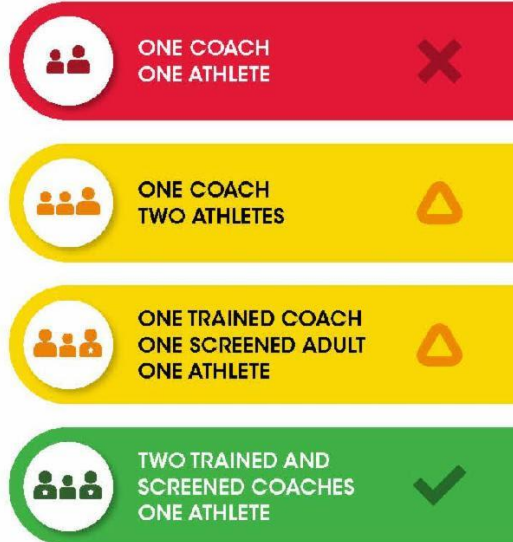 ONE COACH
ONE ATHLETE
ONE COACH
TWO ATHLETES
ONE TRAINED COACH
ONE SCREENED ADULT
ONE ATHLETE
TWO TRAINED AND
SCREENED COACHES
ONE ATHLETE